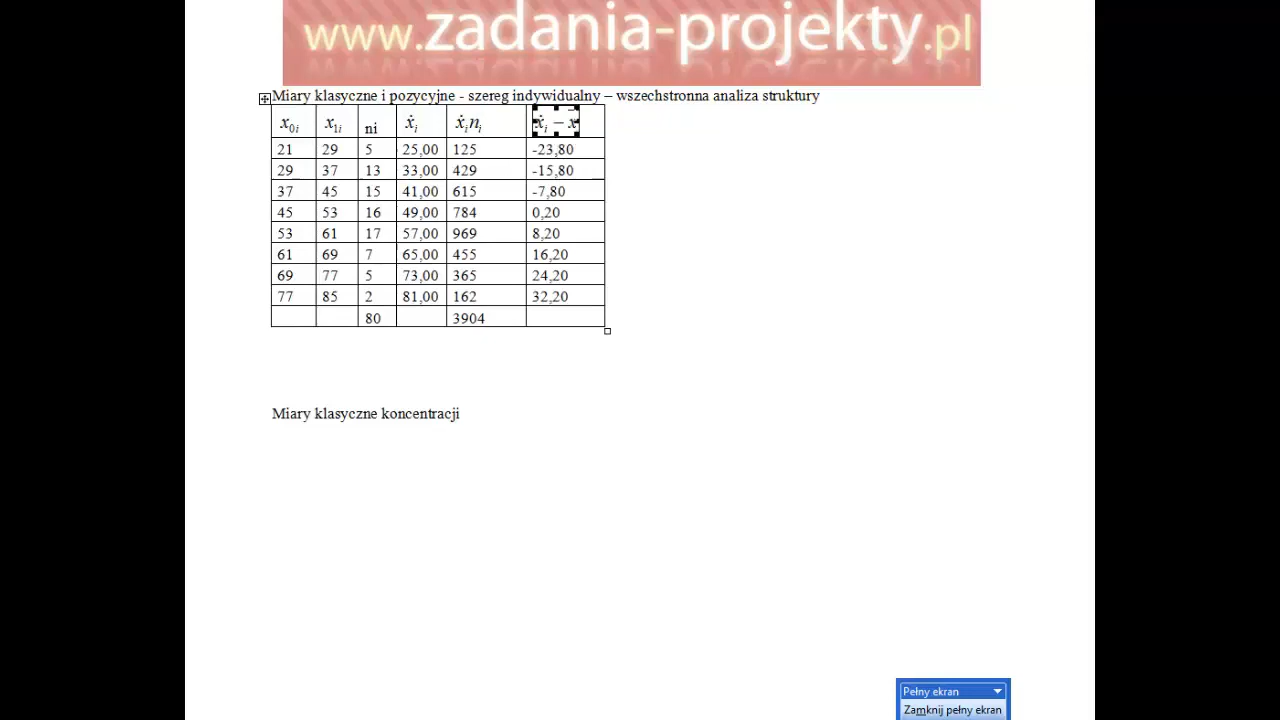 www.zadania-projekty.pl
Miary klasyczne i pozycyjne - szereg indywidualny – wszechstronna analiza struktury
x₀ᵢ x₁ᵢ ni ẋᵢ ẋᵢnᵢ ẋᵢ – x̄
21 29 5 25,00 125 -23,80
29 37 13 33,00 429 -15,80
37 45 15 41,00 615 -7,80
45 53 16 49,00 784 0,20
53 61 17 57,00 969 8,20
61 69 7 65,00 455 16,20
69 77 5 73,00 365 24,20
77 85 2 81,00 162 32,20
80 3904
Miary klasyczne koncentracji
Pełny ekran
Zamknij pełny ekran